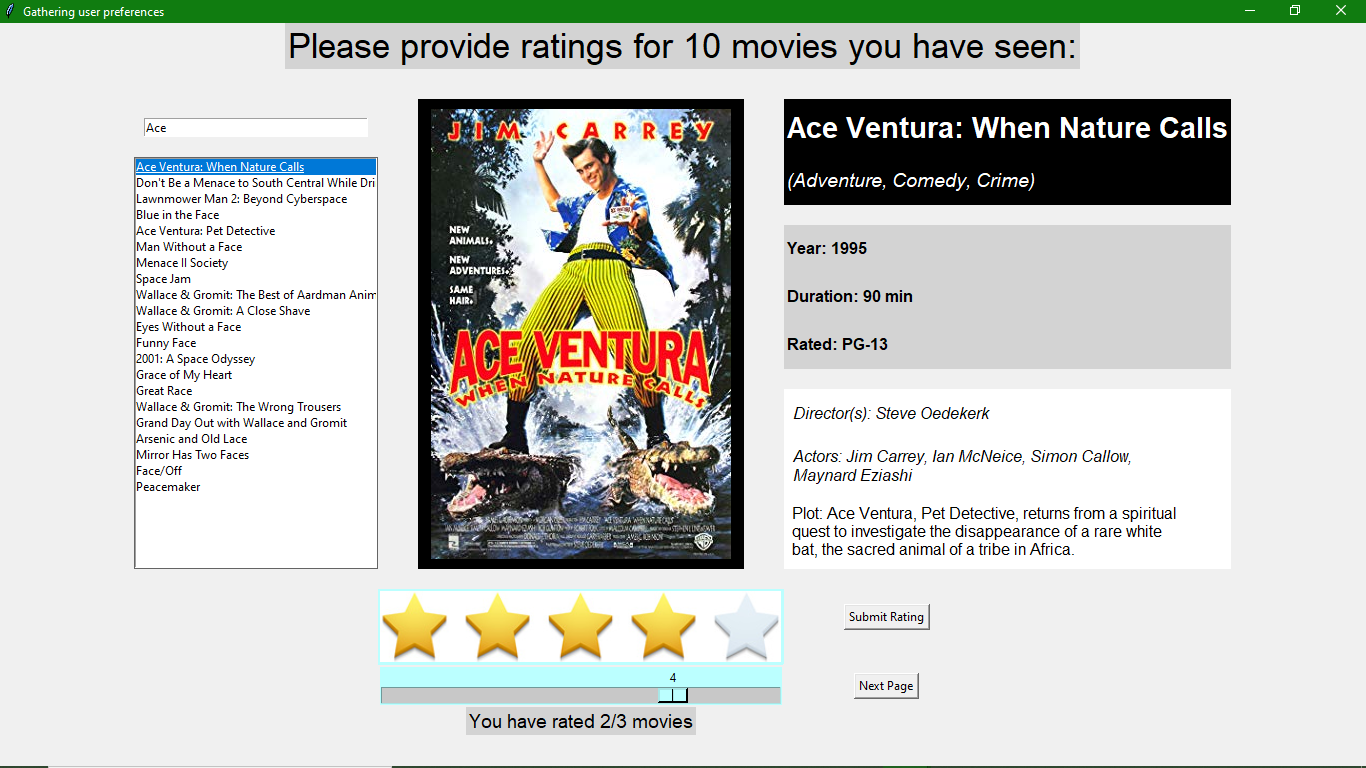 Gathering user preferences
Please provide ratings for 10 movies you have seen:
Ace
Ace Ventura: When Nature Calls
Don't Be a Menace to South Central While Dri
Lawnmower Man 2: Beyond Cyberspace
Blue in the Face
Ace Ventura: Pet Detective
Man Without a Face
Menace II Society
Space Jam
Wallace & Gromit: The Best of Aardman Anim
Wallace & Gromit: A Close Shave
Eyes Without a Face
Funny Face
2001: A Space Odyssey
Grace of My Heart
Great Race
Wallace & Gromit: The Wrong Trousers
Grand Day Out with Wallace and Gromit
Arsenic and Old Lace
Mirror Has Two Faces
Face/Off
Peacemaker
JIM CARREY
NEW
ANIMALS.
NEW
ADVENTURES.
SAME
HAIR.
ACE VENTURA
WHEN NATURE CALLS
Ace Ventura: When Nature Calls
(Adventure, Comedy, Crime)
Year: 1995
Duration: 90 min
Rated: PG-13
Director(s): Steve Oedekerk
Actors: Jim Carrey, Ian McNeice, Simon Callow,
Maynard Eziashi
Plot: Ace Ventura, Pet Detective, returns from a spiritual
quest to investigate the disappearance of a rare white
bat, the sacred animal of a tribe in Africa.
4
You have rated 2/3 movies
Submit Rating
Next Page